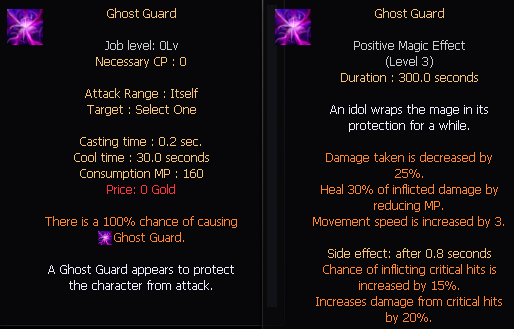 Ghost Guard
Job level: 0Lv
Necessary CP : 0
Attack Range : Itself
Target : Select One
Casting time : 0.2 sec.
Cool time : 30.0 seconds
Consumption MP : 160
Price: 0 Gold
There is a 100% chance of causing
Ghost Guard.
A Ghost Guard appears to protect
the character from attack.
Ghost Guard
Positive Magic Effect
(Level 3)
Duration : 300.0 seconds
An idol wraps the mage in its
protection for a while.
Damage taken is decreased by
25%.
Heal 30% of inflicted damage by
reducing MP.
Movement speed is increased by 3.
Side effect: after 0.8 seconds
Chance of inflicting critical hits is
increased by 15%.
Increases damage from critical hits
by 20%.